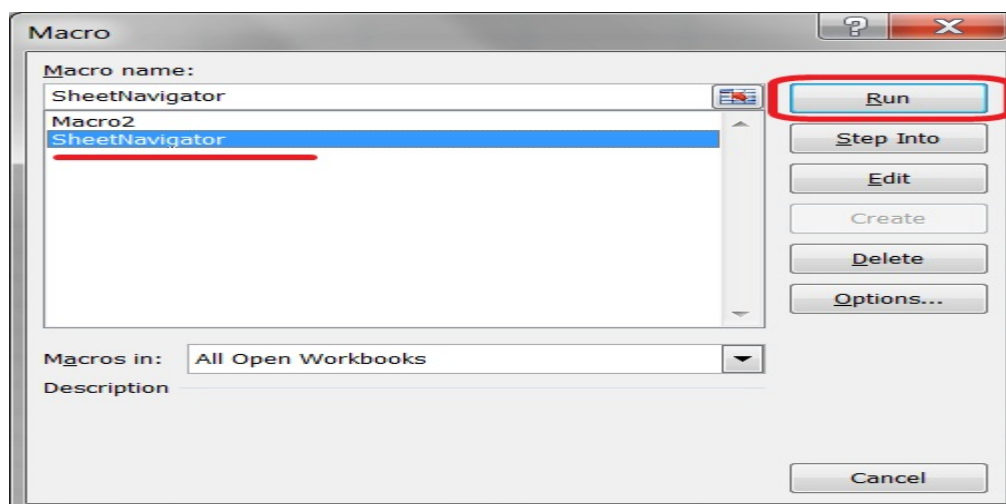 Macro
Macro name:
SheetNavigator
Run
Macro2
SheetNavigator
Step Into
Edit
Create
Delete
Options...
Macros in: All Open Workbooks
Description
Cancel